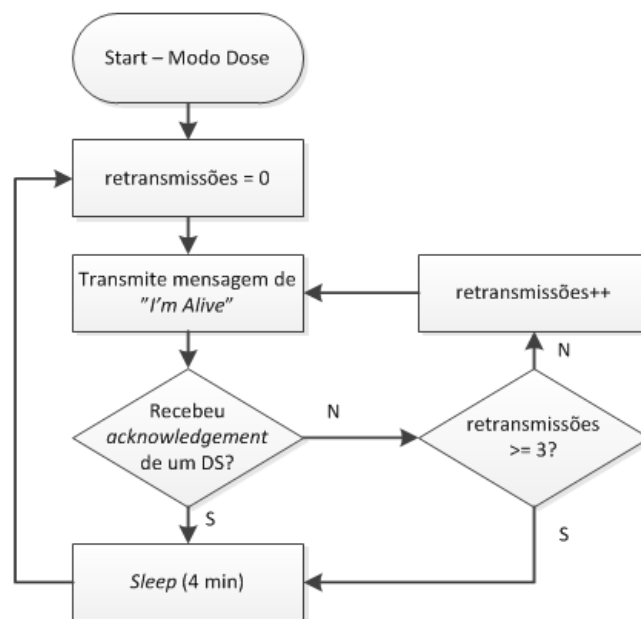 Start – Modo Dose
retransmissões = 0
Transmite mensagem de
”I’m Alive”
retransmissões++
N
Recebeu
acknowledgement
de um DS?
N
retransmissões
>= 3?
S
S
Sleep (4 min)